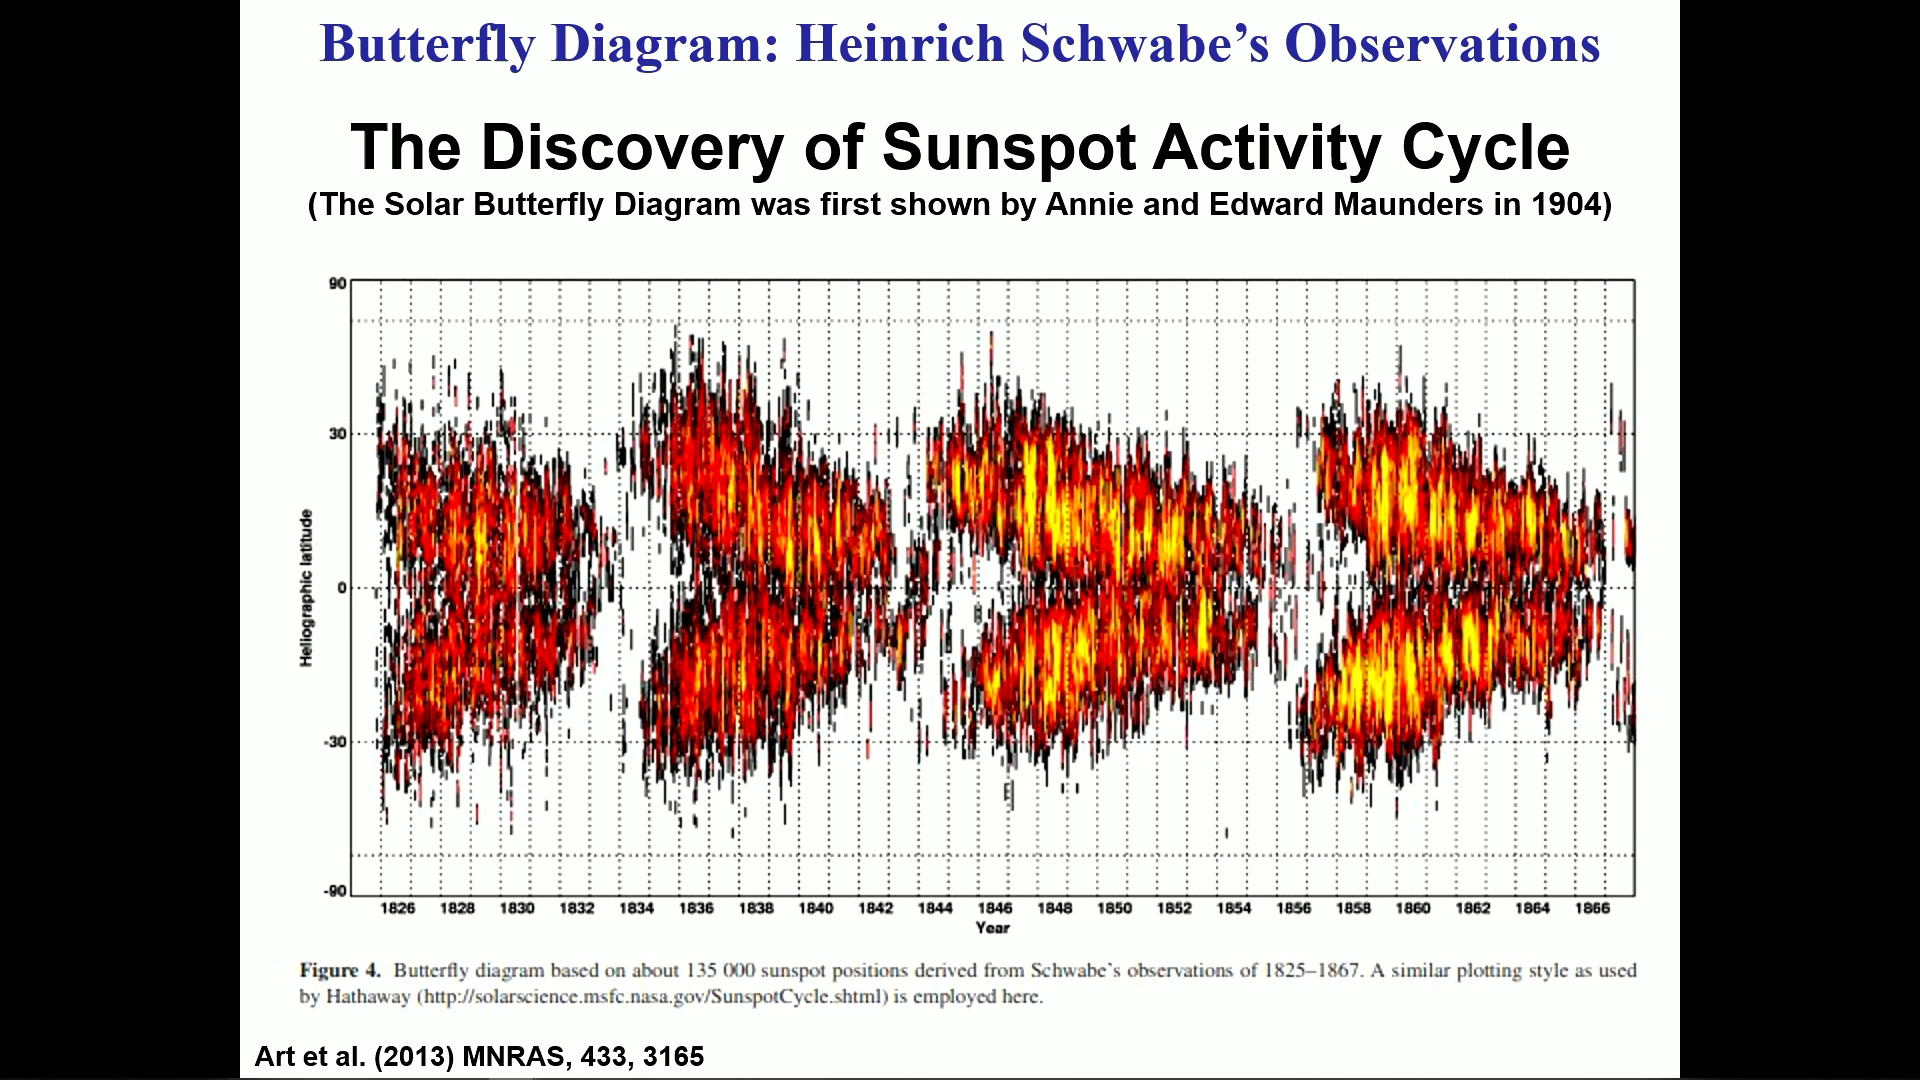 Butterfly Diagram: Heinrich Schwabe's Observations
The Discovery of Sunspot Activity Cycle
(The Solar Butterfly Diagram was first shown by Annie and Edward Maunders in 1904)
90
30
0
-30
-90
Heliographic latitude
1826 1828 1830 1832 1834 1836 1838 1840 1842 1844 1846 1848 1850 1852 1854 1856 1858 1860 1862 1864 1866
Year
Figure 4. Butterfly diagram based on about 135 000 sunspot positions derived from Schwabe's observations of 1825–1867. A similar plotting style as used
by Hathaway (http://solarscience.msfc.nasa.gov/SunspotCycle.shtml) is employed here.
Art et al. (2013) MNRAS, 433, 3165